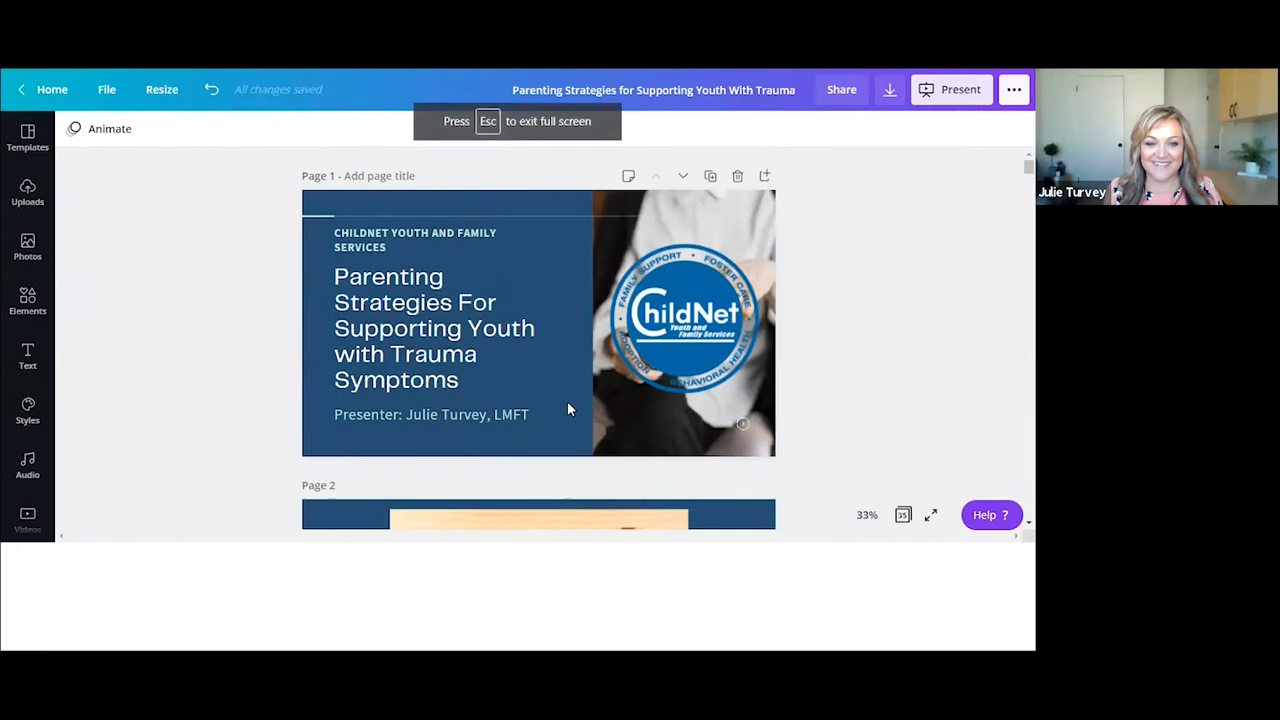 Home
File
Resize
All changes saved
Parenting Strategies for Supporting Youth With Trauma
Share
Present
Press Esc to exit full screen
Animate
Templates
Uploads
Photos
Elements
Text
Styles
Audio
Videos
Page 1 - Add page title
CHILDNET YOUTH AND FAMILY
SERVICES
Parenting
Strategies For
Supporting Youth
with Trauma
Symptoms
Presenter: Julie Turvey, LMFT
FAMILY SUPPORT • FOSTER CARE
ChildNet
Youth and
Family Services
ADOPTION
BEHAVIORAL HEALTH
Page 2
33%
35
Help ?
Julie Turvey